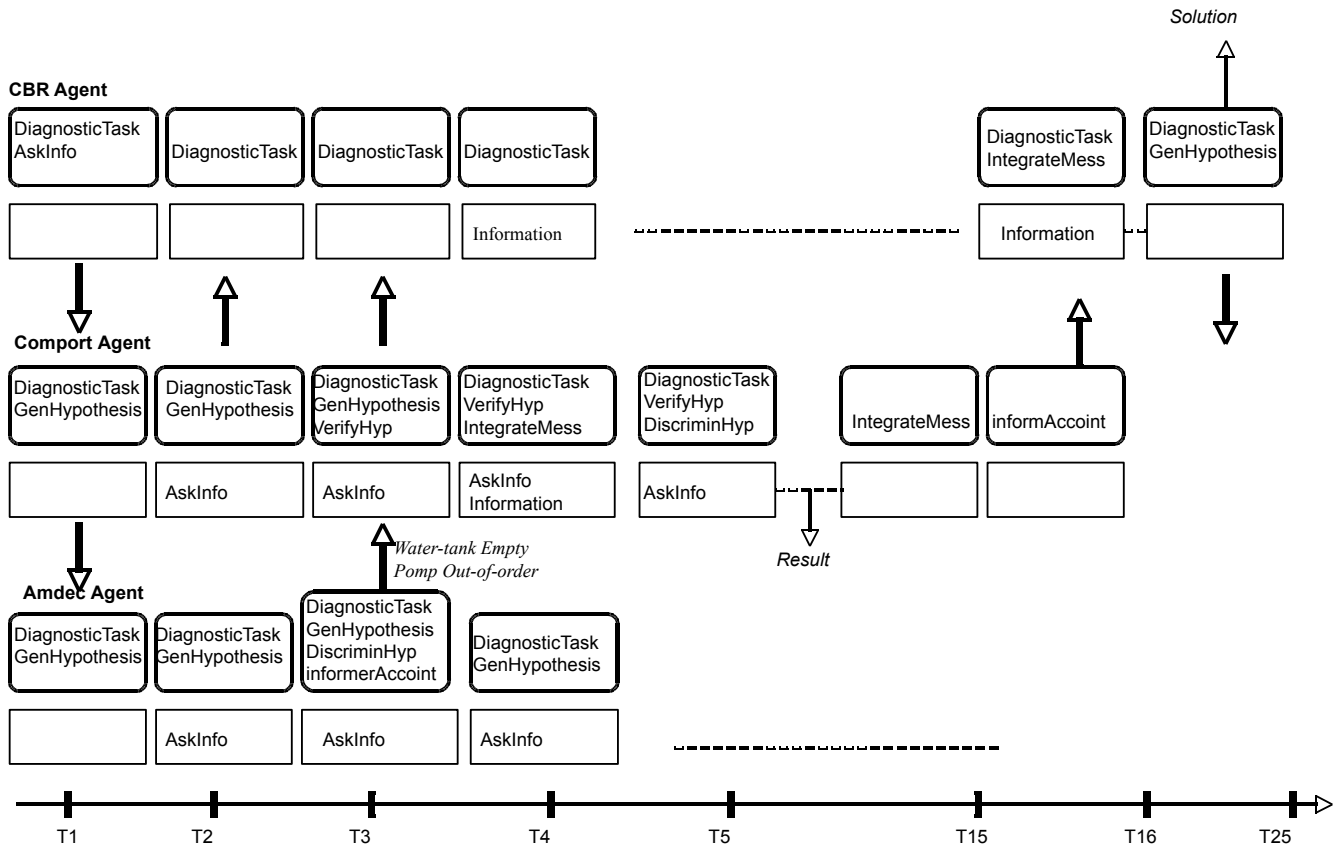 Solution
CBR Agent
DiagnosticTask
AskInfo
DiagnosticTask
DiagnosticTask
DiagnosticTask
DiagnosticTask
IntegrateMess
DiagnosticTask
GenHypothesis
Information
Information
Comport Agent
DiagnosticTask
GenHypothesis
DiagnosticTask
GenHypothesis
DiagnosticTask
GenHypothesis
VerifyHyp
DiagnosticTask
VerifyHyp
IntegrateMess
DiagnosticTask
VerifyHyp
DiscriminHyp
IntegrateMess
informAccoint
AskInfo
AskInfo
AskInfo
Information
AskInfo
Result
Water-tank Empty
Pomp Out-of-order
Amdec Agent
DiagnosticTask
GenHypothesis
DiagnosticTask
GenHypothesis
DiagnosticTask
GenHypothesis
DiscriminHyp
informerAccoint
DiagnosticTask
GenHypothesis
AskInfo
AskInfo
AskInfo
T1
T2
T3
T4
T5
T15
T16
T25